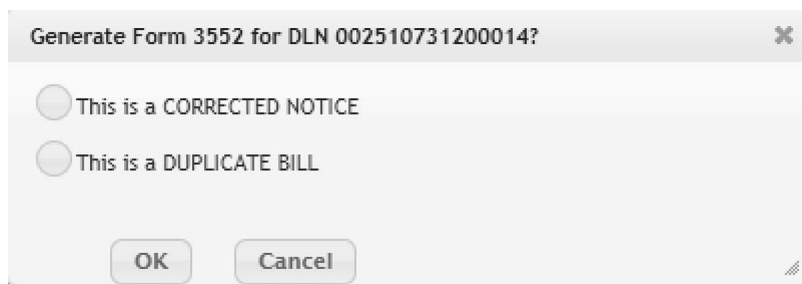 Generate Form 3552 for DLN 002510731200014?
This is a CORRECTED NOTICE
This is a DUPLICATE BILL
OK Cancel